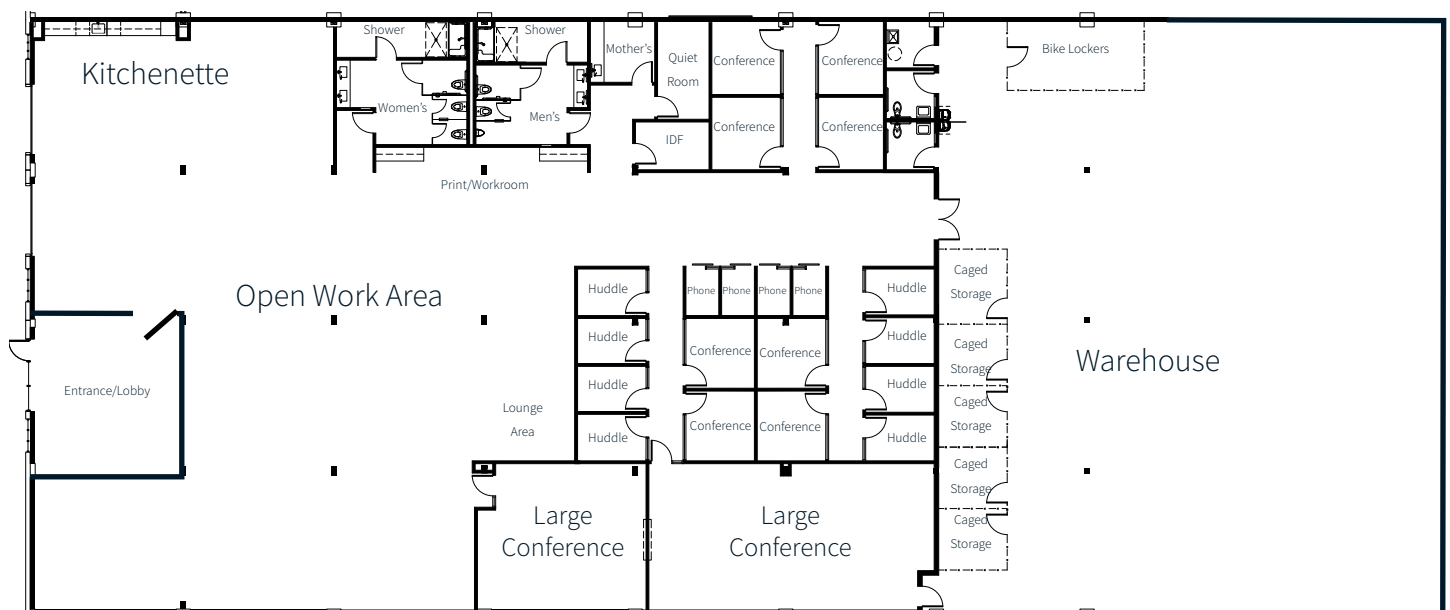 Shower
Shower
Kitchenette
Mother's
Quiet
Room
Conference
Conference
Bike Lockers
Women's
Men's
Conference
Conference
IDF
Print/Workroom
Open Work Area
Huddle
Phone
Phone
Phone
Phone
Huddle
Caged
Storage
Huddle
Conference
Conference
Huddle
Caged
Storage
Warehouse
Entrance/Lobby
Huddle
Huddle
Caged
Storage
Lounge
Area
Huddle
Conference
Conference
Huddle
Caged
Storage
Large
Conference
Large
Conference
Caged
Storage